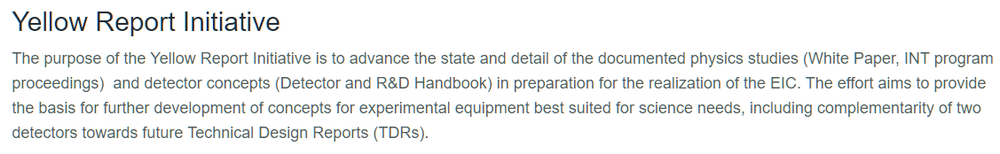 Yellow Report Initiative
The purpose of the Yellow Report Initiative is to advance the state and detail of the documented physics studies (White Paper, INT program
proceedings)  and detector concepts (Detector and R&D Handbook) in preparation for the realization of the EIC. The effort aims to provide
the basis for further development of concepts for experimental equipment best suited for science needs, including complementarity of two
detectors towards future Technical Design Reports (TDRs).